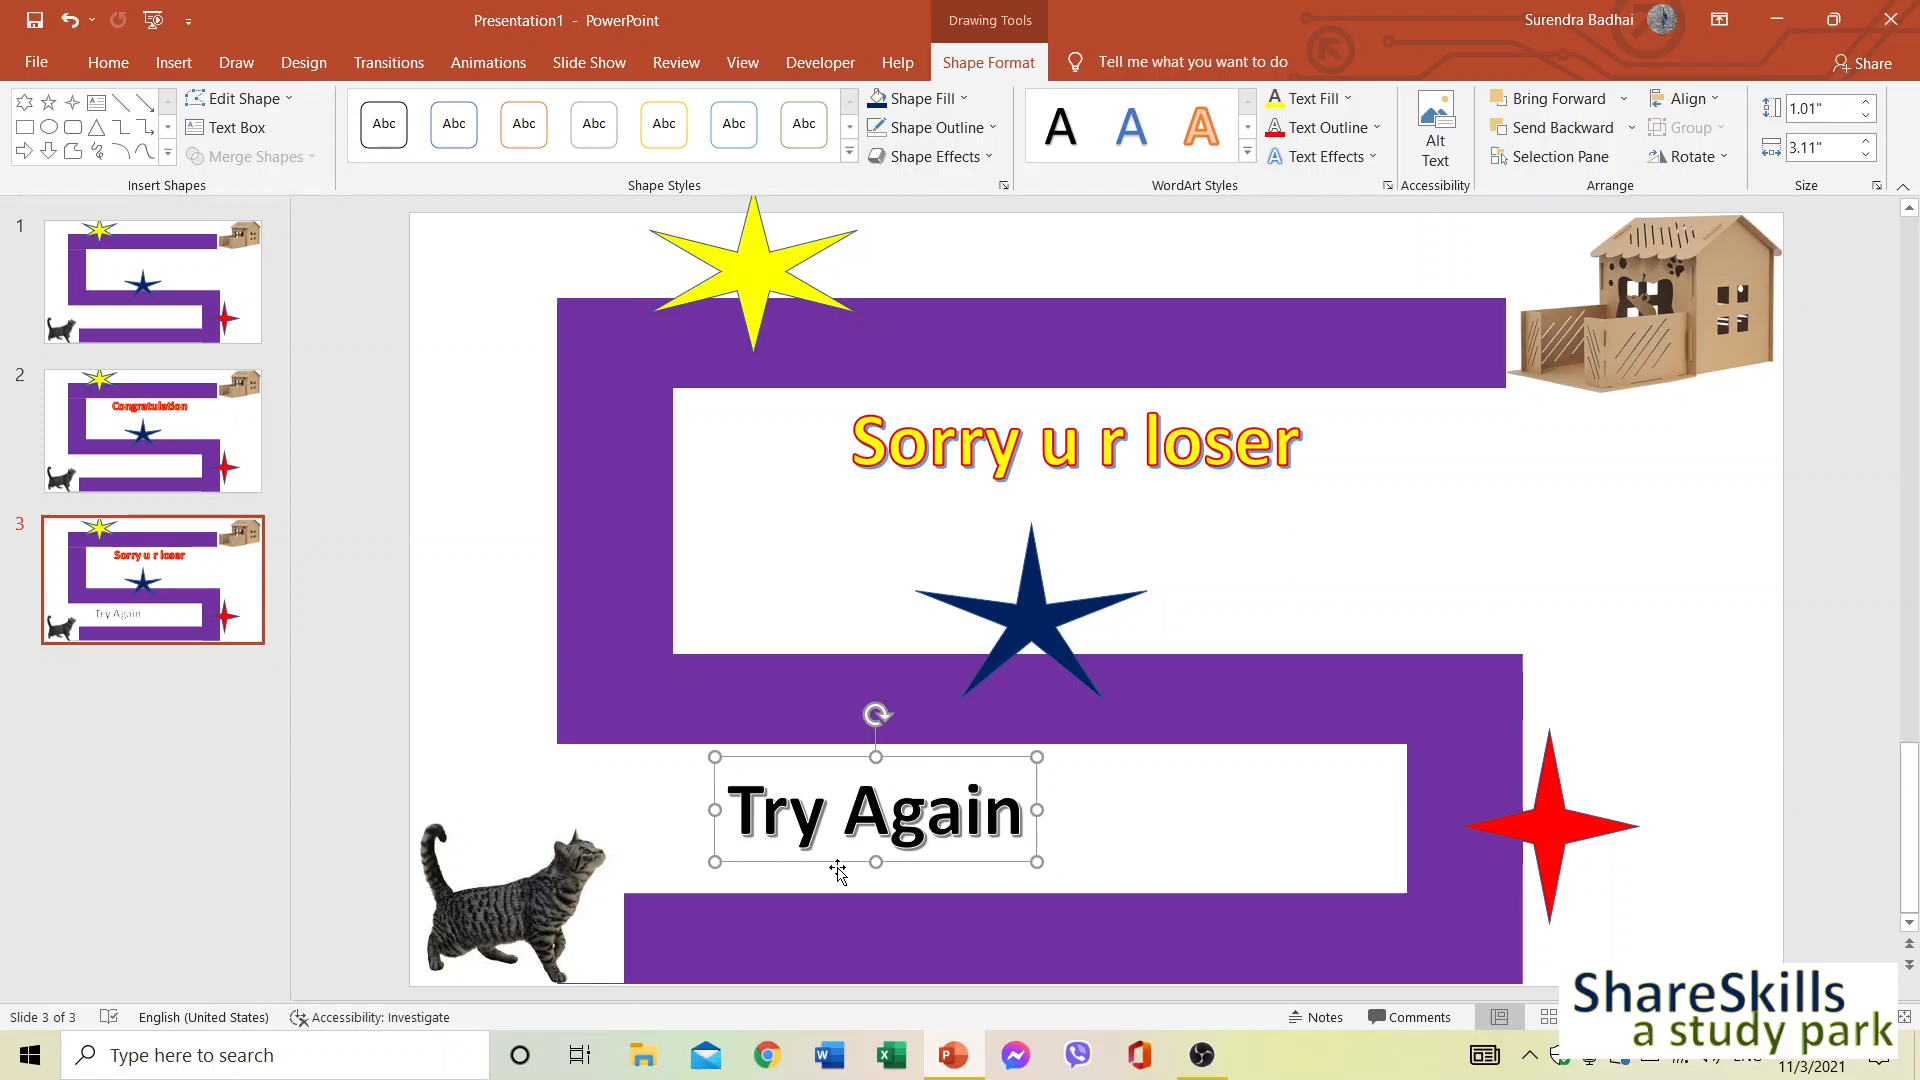 Presentation1 - PowerPoint
Drawing Tools
Surendra Badhai
File Home Insert Draw Design Transitions Animations Slide Show Review View Developer Help Shape Format Tell me what you want to do Share
Edit Shape
Text Box
Merge Shapes
Insert Shapes
Abc Abc Abc Abc Abc Abc Abc
Shape Fill
Shape Outline
Shape Effects
Shape Styles
A A A
Text Fill
Text Outline
Text Effects
WordArt Styles
Alt
Text
Accessibility
Bring Forward
Send Backward
Selection Pane
Align
Group
Rotate
Arrange
1.01"
3.11"
Size
1
2
Congratulation
3
Sorry u r loser
Try Again
Sorry u r loser
Try Again
Slide 3 of 3 English (United States) Accessibility: Investigate Notes Comments
ShareSkills
a study park
Type here to search
11/3/2021